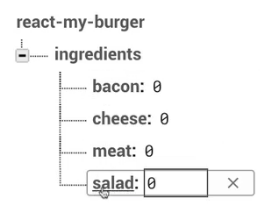 react-my-burger
ingredients
bacon: 0
cheese: 0
meat: 0
salad: 0